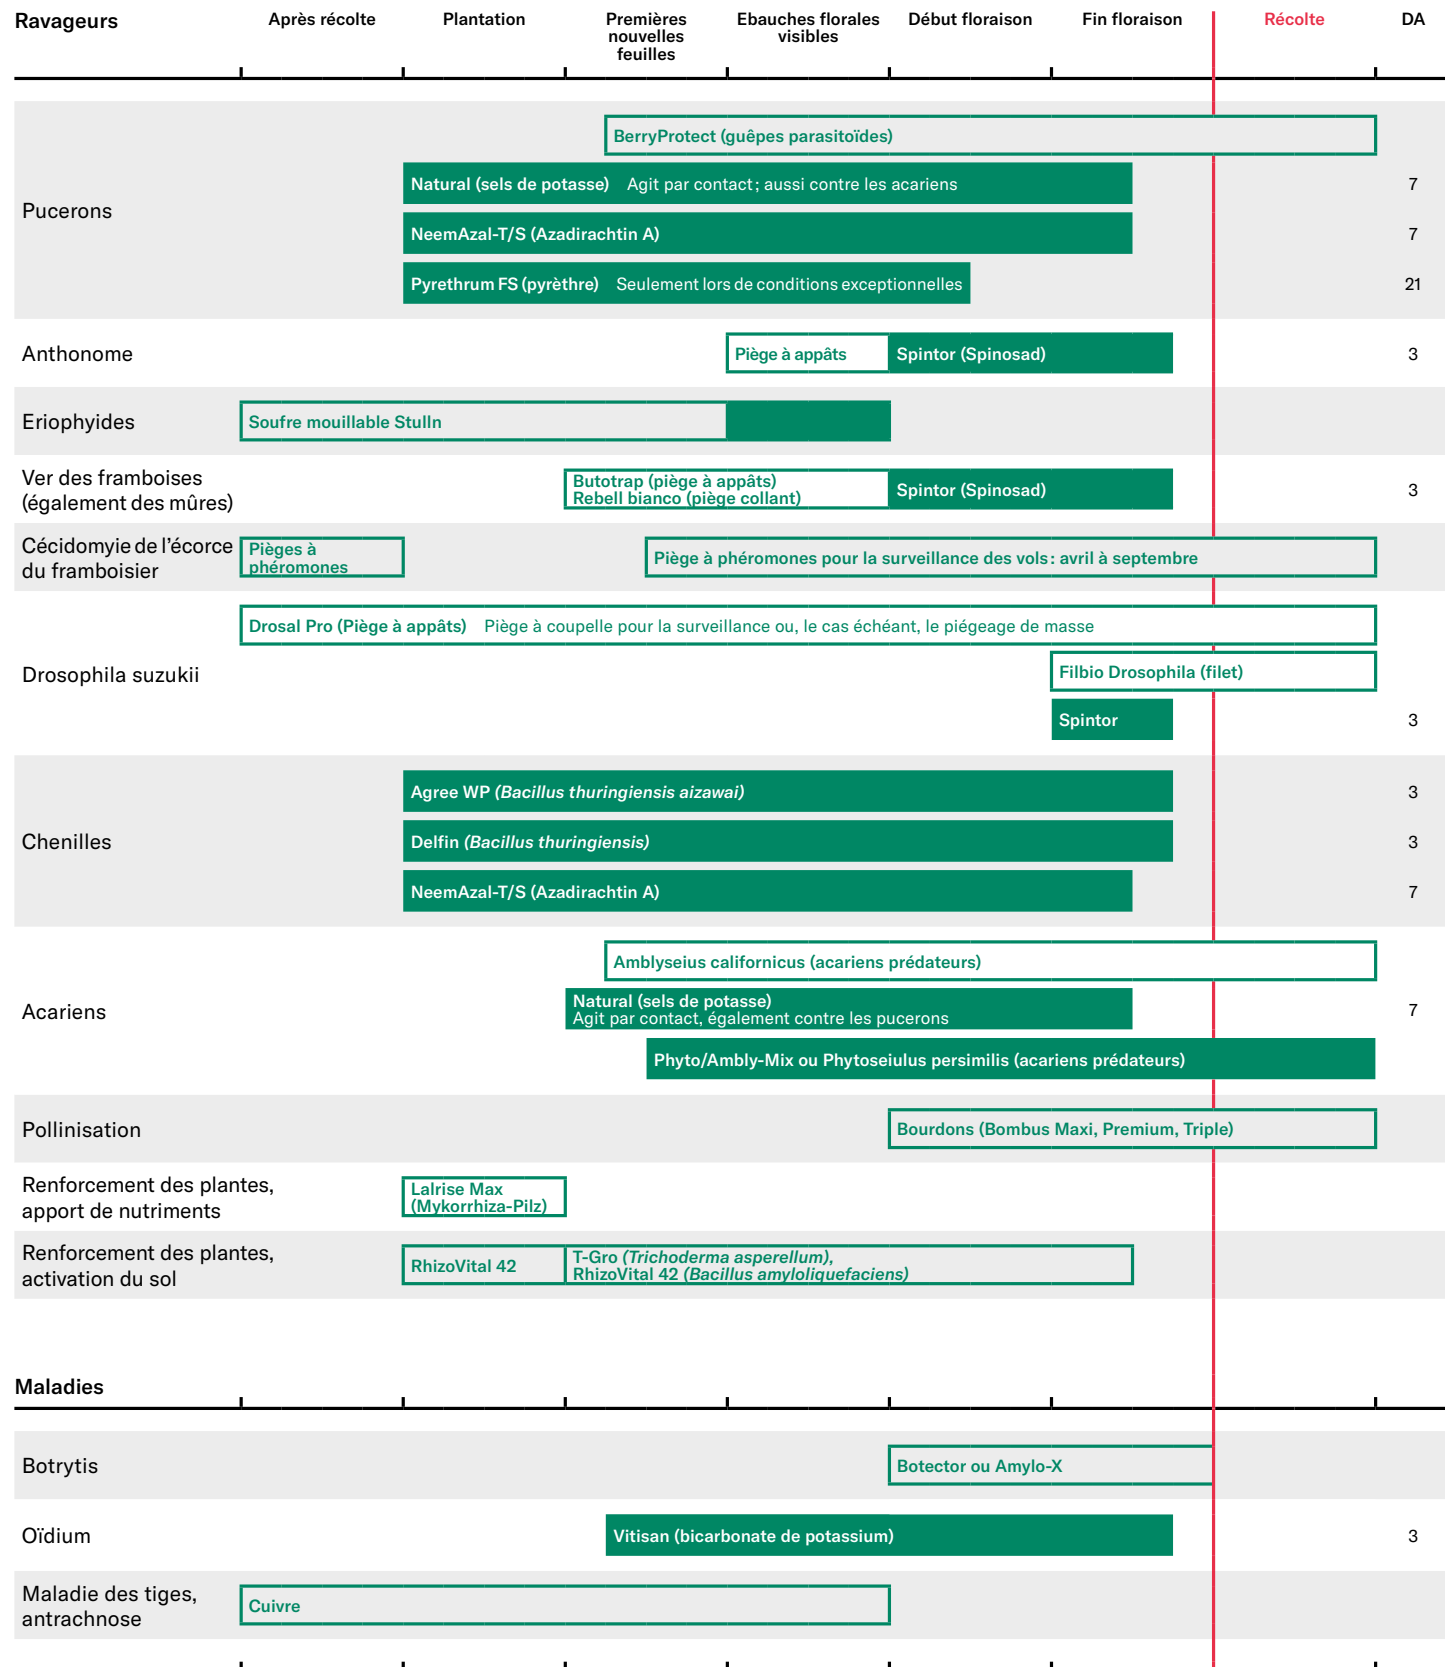 Ravageurs
Après récolte
Plantation
Premières
nouvelles
feuilles
Ebauches florales
visibles
Début floraison
Fin floraison
Récolte
DA
Pucerons
BerryProtect (guêpes parasitoïdes)
Natural (sels de potasse) Agit par contact ; aussi contre les acariens
7
NeemAzal-T/S (Azadirachtin A)
7
Pyrethrum FS (pyrèthre) Seulement lors de conditions exceptionnelles
21
Anthonome
Piège à appâts
Spintor (Spinosad)
3
Eriophyides
Soufre mouillable Stulln
Ver des framboises
(également des mûres)
Butotrap (piège à appâts)
Rebell bianco (piège collant)
Spintor (Spinosad)
3
Cécidomyie de l’écorce
du framboisier
Pièges à
phéromones
Piège à phéromones pour la surveillance des vols : avril à septembre
Drosophila suzukii
Drosal Pro (Piège à appâts) Piège à coupelle pour la surveillance ou, le cas échéant, le piégeage de masse
Filbio Drosophila (filet)
Spintor
3
Chenilles
Agree WP (Bacillus thuringiensis aizawai)
3
Delfin (Bacillus thuringiensis)
3
NeemAzal-T/S (Azadirachtin A)
7
Acariens
Amblyseius californicus (acariens prédateurs)
Natural (sels de potasse)
Agit par contact, également contre les pucerons
7
Phyto/Ambly-Mix ou Phytoseiulus persimilis (acariens prédateurs)
Pollinisation
Bourdons (Bombus Maxi, Premium, Triple)
Renforcement des plantes,
apport de nutriments
Lalrise Max
(Mykorrhiza-Pilz)
Renforcement des plantes,
activation du sol
RhizoVital 42
T-Gro (Trichoderma asperellum),
RhizoVital 42 (Bacillus amyloliquefaciens)
Maladies
Botrytis
Botector ou Amylo-X
Oïdium
Vitisan (bicarbonate de potassium)
3
Maladie des tiges,
antrachnose
Cuivre